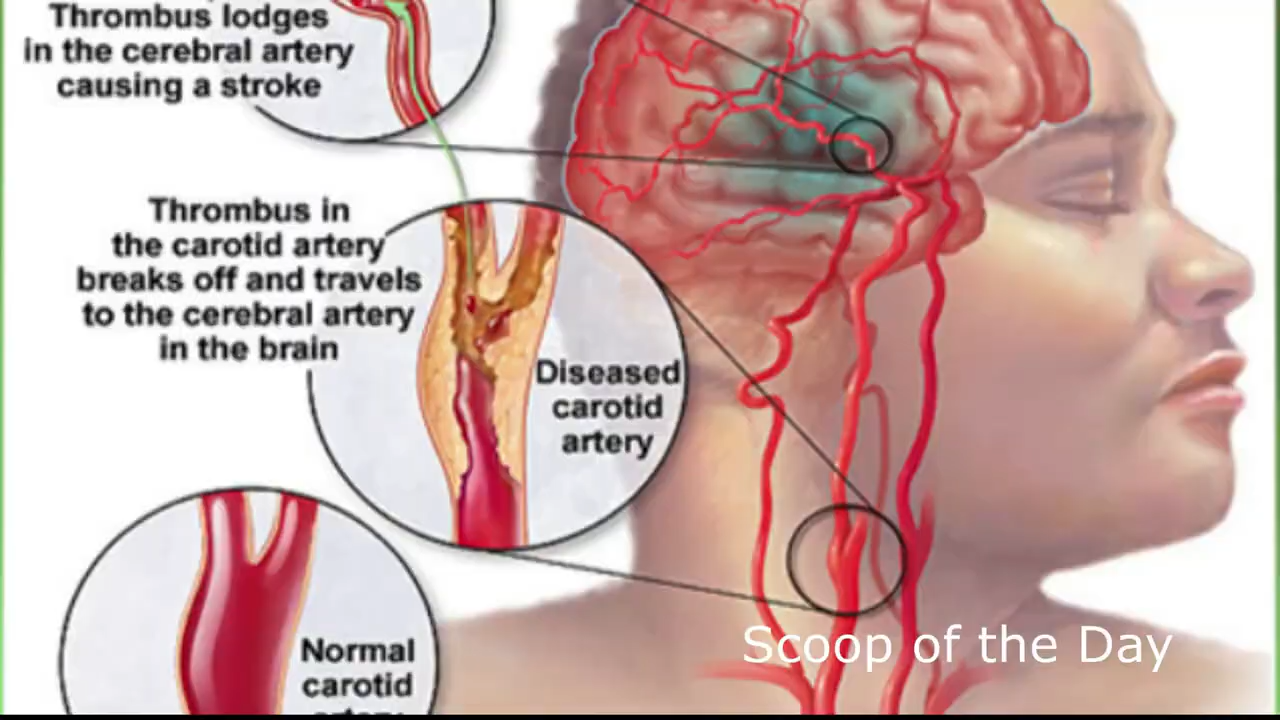 Thrombus lodges
in the cerebral artery
causing a stroke
Thrombus in
the carotid artery
breaks off and travels
to the cerebral artery
in the brain
Diseased
carotid
artery
Normal
carotid
Scoop of the Day